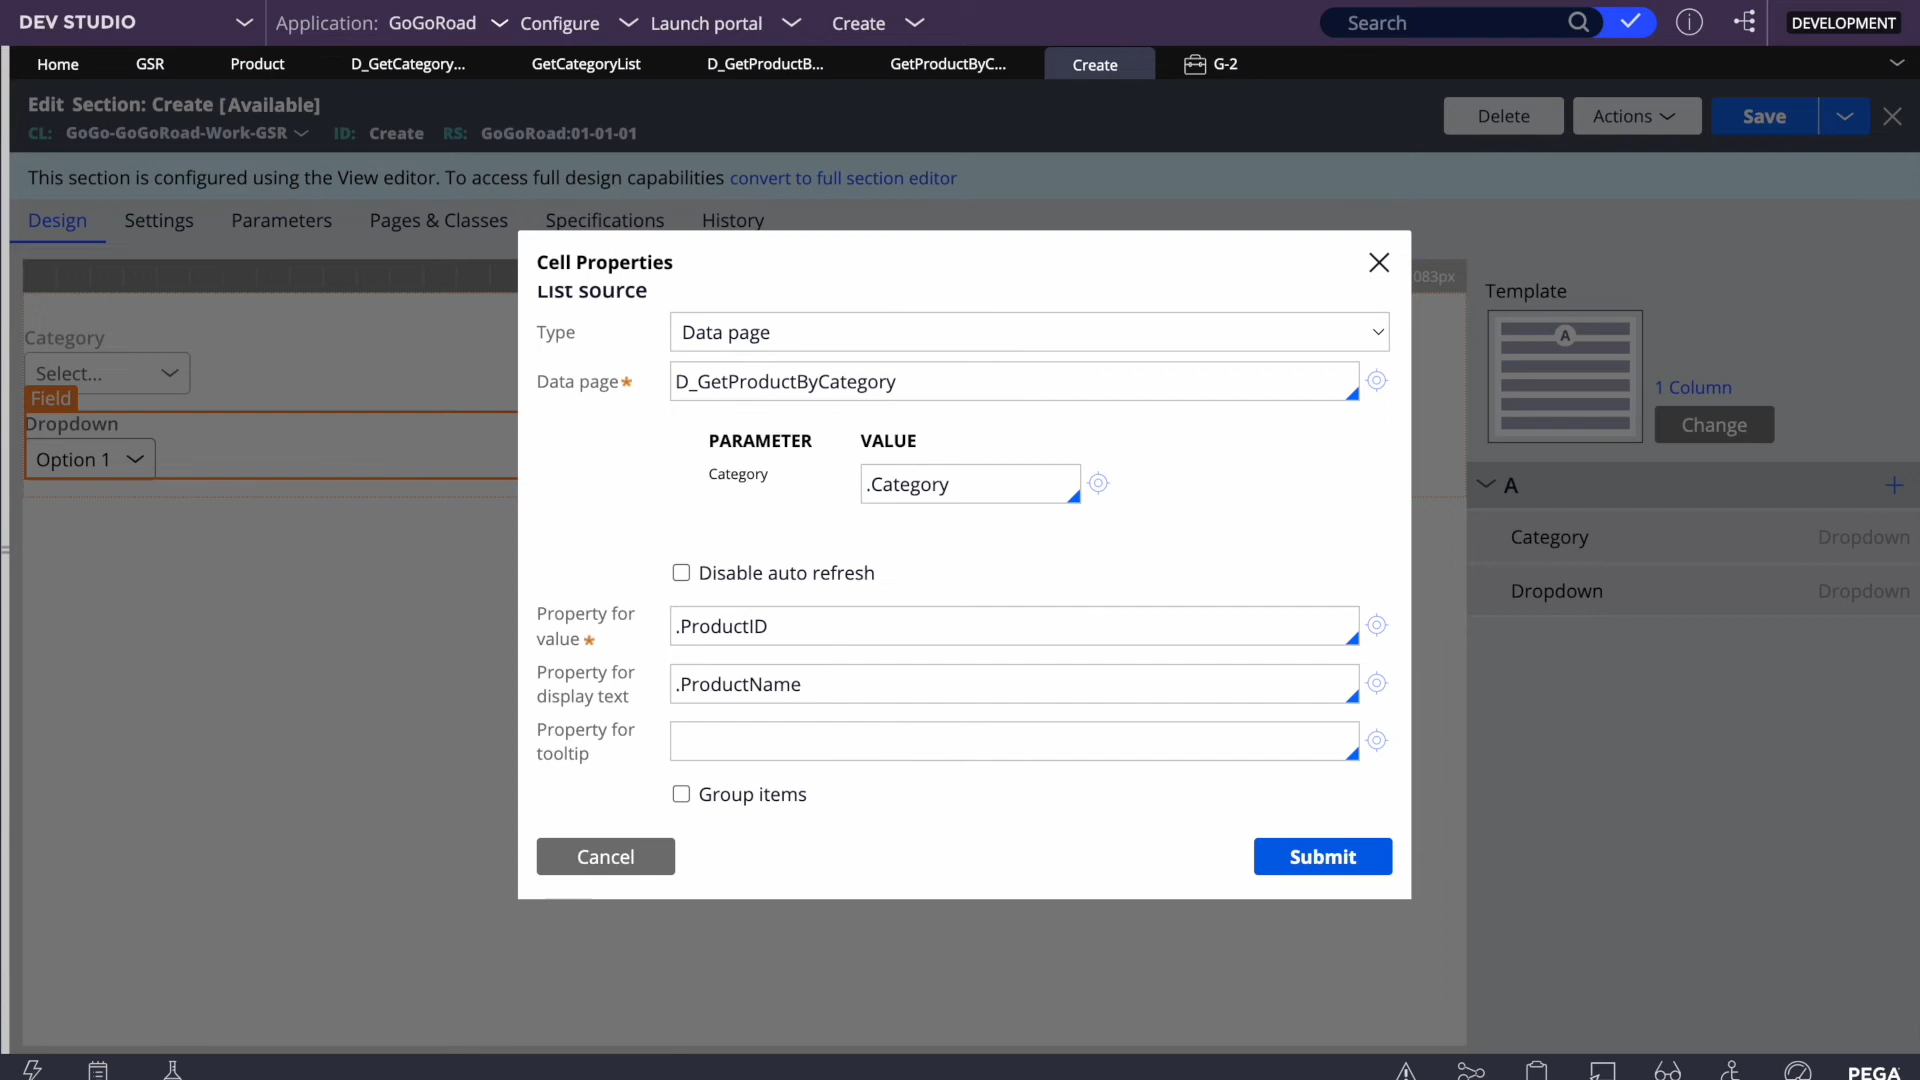 DEV STUDIO
Application: GoGoRoad Configure Launch portal Create
Search
DEVELOPMENT
Home GSR Product D_GetCategory... GetCategoryList D_GetProductB... GetProductByC... Create G-2
Edit Section: Create [Available]
CL: GoGo-GoGoRoad-Work-GSR ID: Create RS: GoGoRoad:01-01-01
Delete Actions Save
This section is configured using the View editor. To access full design capabilities convert to full section editor
Design Settings Parameters Pages & Classes Specifications History
083px
Category
Select...
Field
Dropdown
Option 1
Cell Properties
List source
Type Data page
Data page* D_GetProductByCategory
PARAMETER VALUE
Category .Category
Disable auto refresh
Property for value * .ProductID
Property for display text .ProductName
Property for tooltip
Group items
Cancel Submit
Template
A
1 Column
Change
A
Category Dropdown
Dropdown Dropdown
PEGA